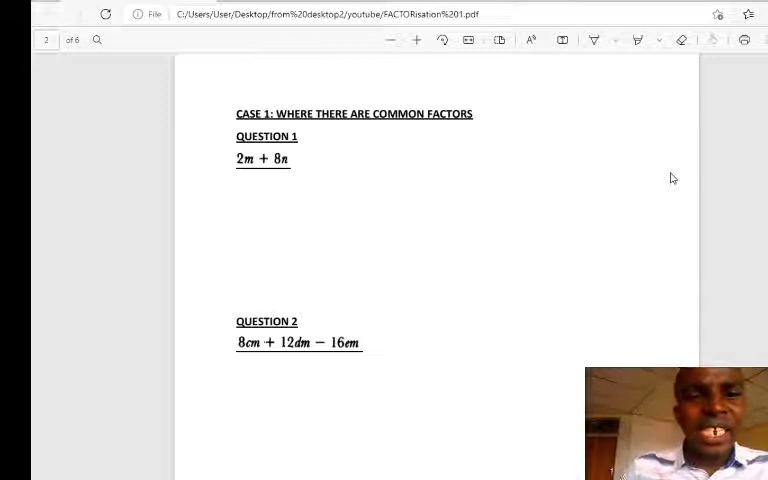 File C:/Users/User/Desktop/from%20desktop2/youtube/FACTORisation%201.pdf
2 of 6
CASE 1: WHERE THERE ARE COMMON FACTORS
QUESTION 1
2m + 8n
QUESTION 2
8cm + 12dm − 16em